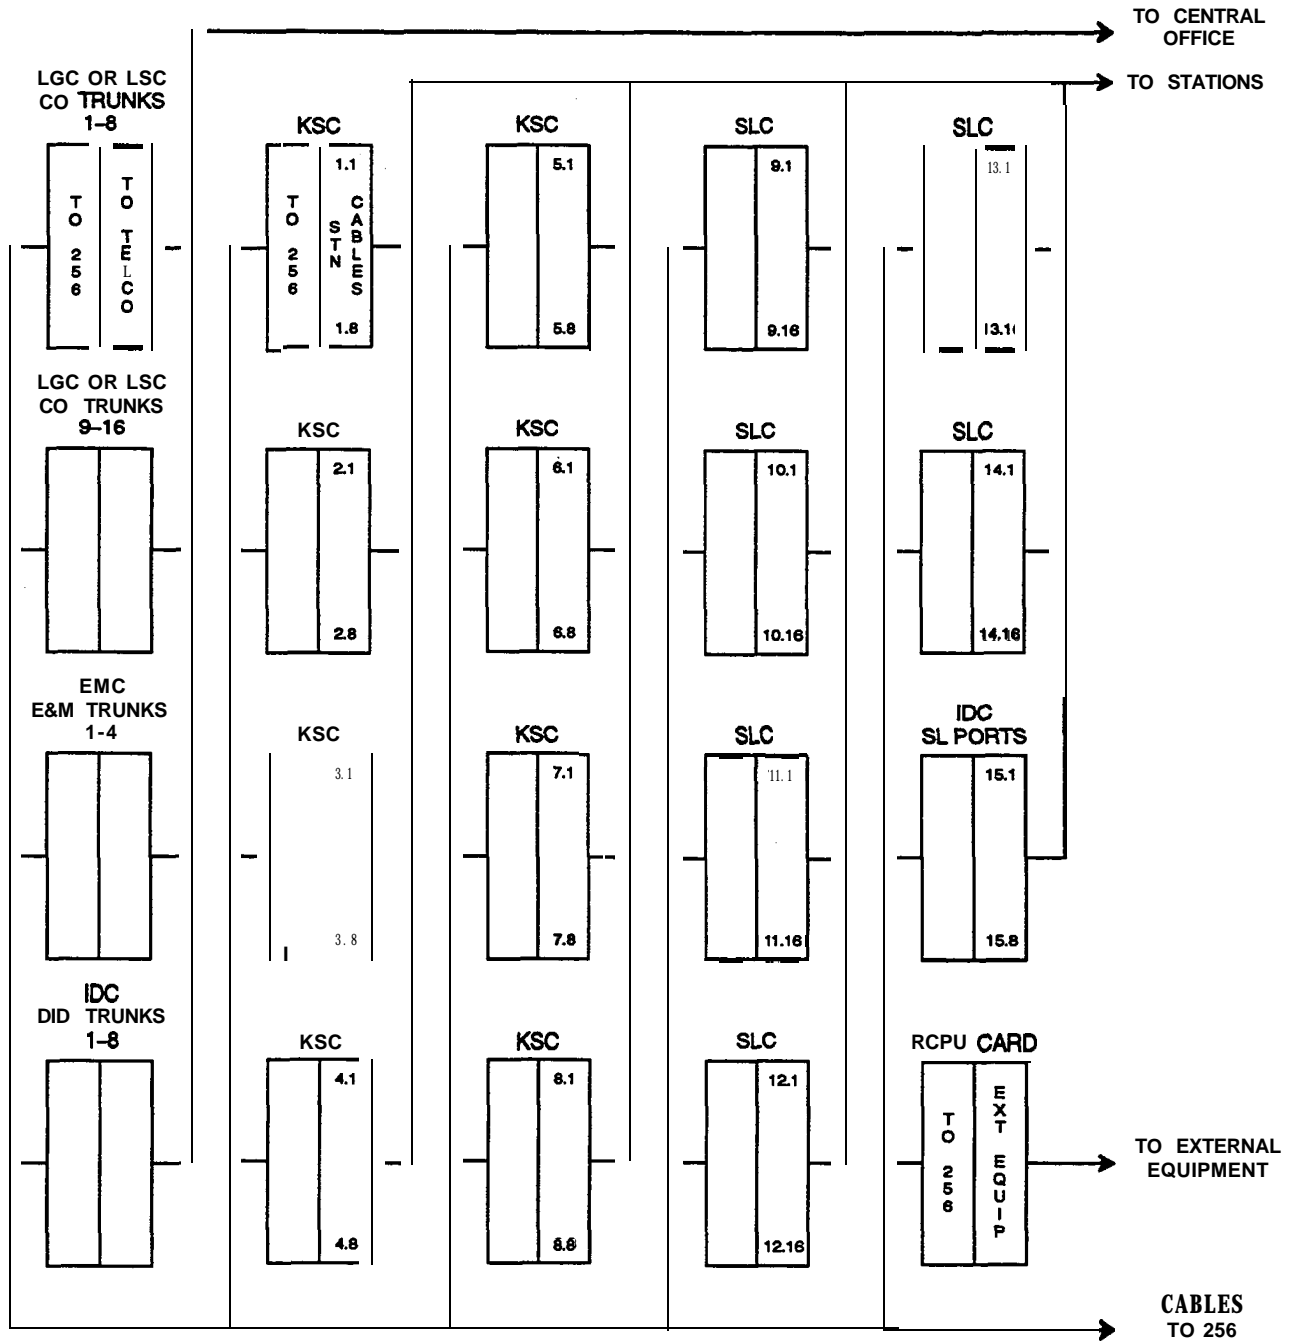 TO CENTRAL
OFFICE
TO STATIONS
LGC OR LSC
CO TRUNKS
1-8
TO 256
TO TELCO
KSC
TO 256
1.1
STN
CABLES
1.8
KSC
5.1
5.8
SLC
9.1
9.16
SLC
13.1
LGC OR LSC
CO TRUNKS
9-16
KSC
2.1
2.8
KSC
6.1
6.8
SLC
10.1
10.16
SLC
14.1
14.16
EMC
E&M TRUNKS
1-4
KSC
3.1
3.8
KSC
7.1
7.8
SLC
11.1
11.16
IDC
SL PORTS
15.1
15.8
IDC
DID TRUNKS
1-8
KSC
4.1
4.8
KSC
8.1
8.8
SLC
12.1
12.16
RCPU CARD
TO 256
EXT EQUIP
TO EXTERNAL
EQUIPMENT
CABLES
TO 256